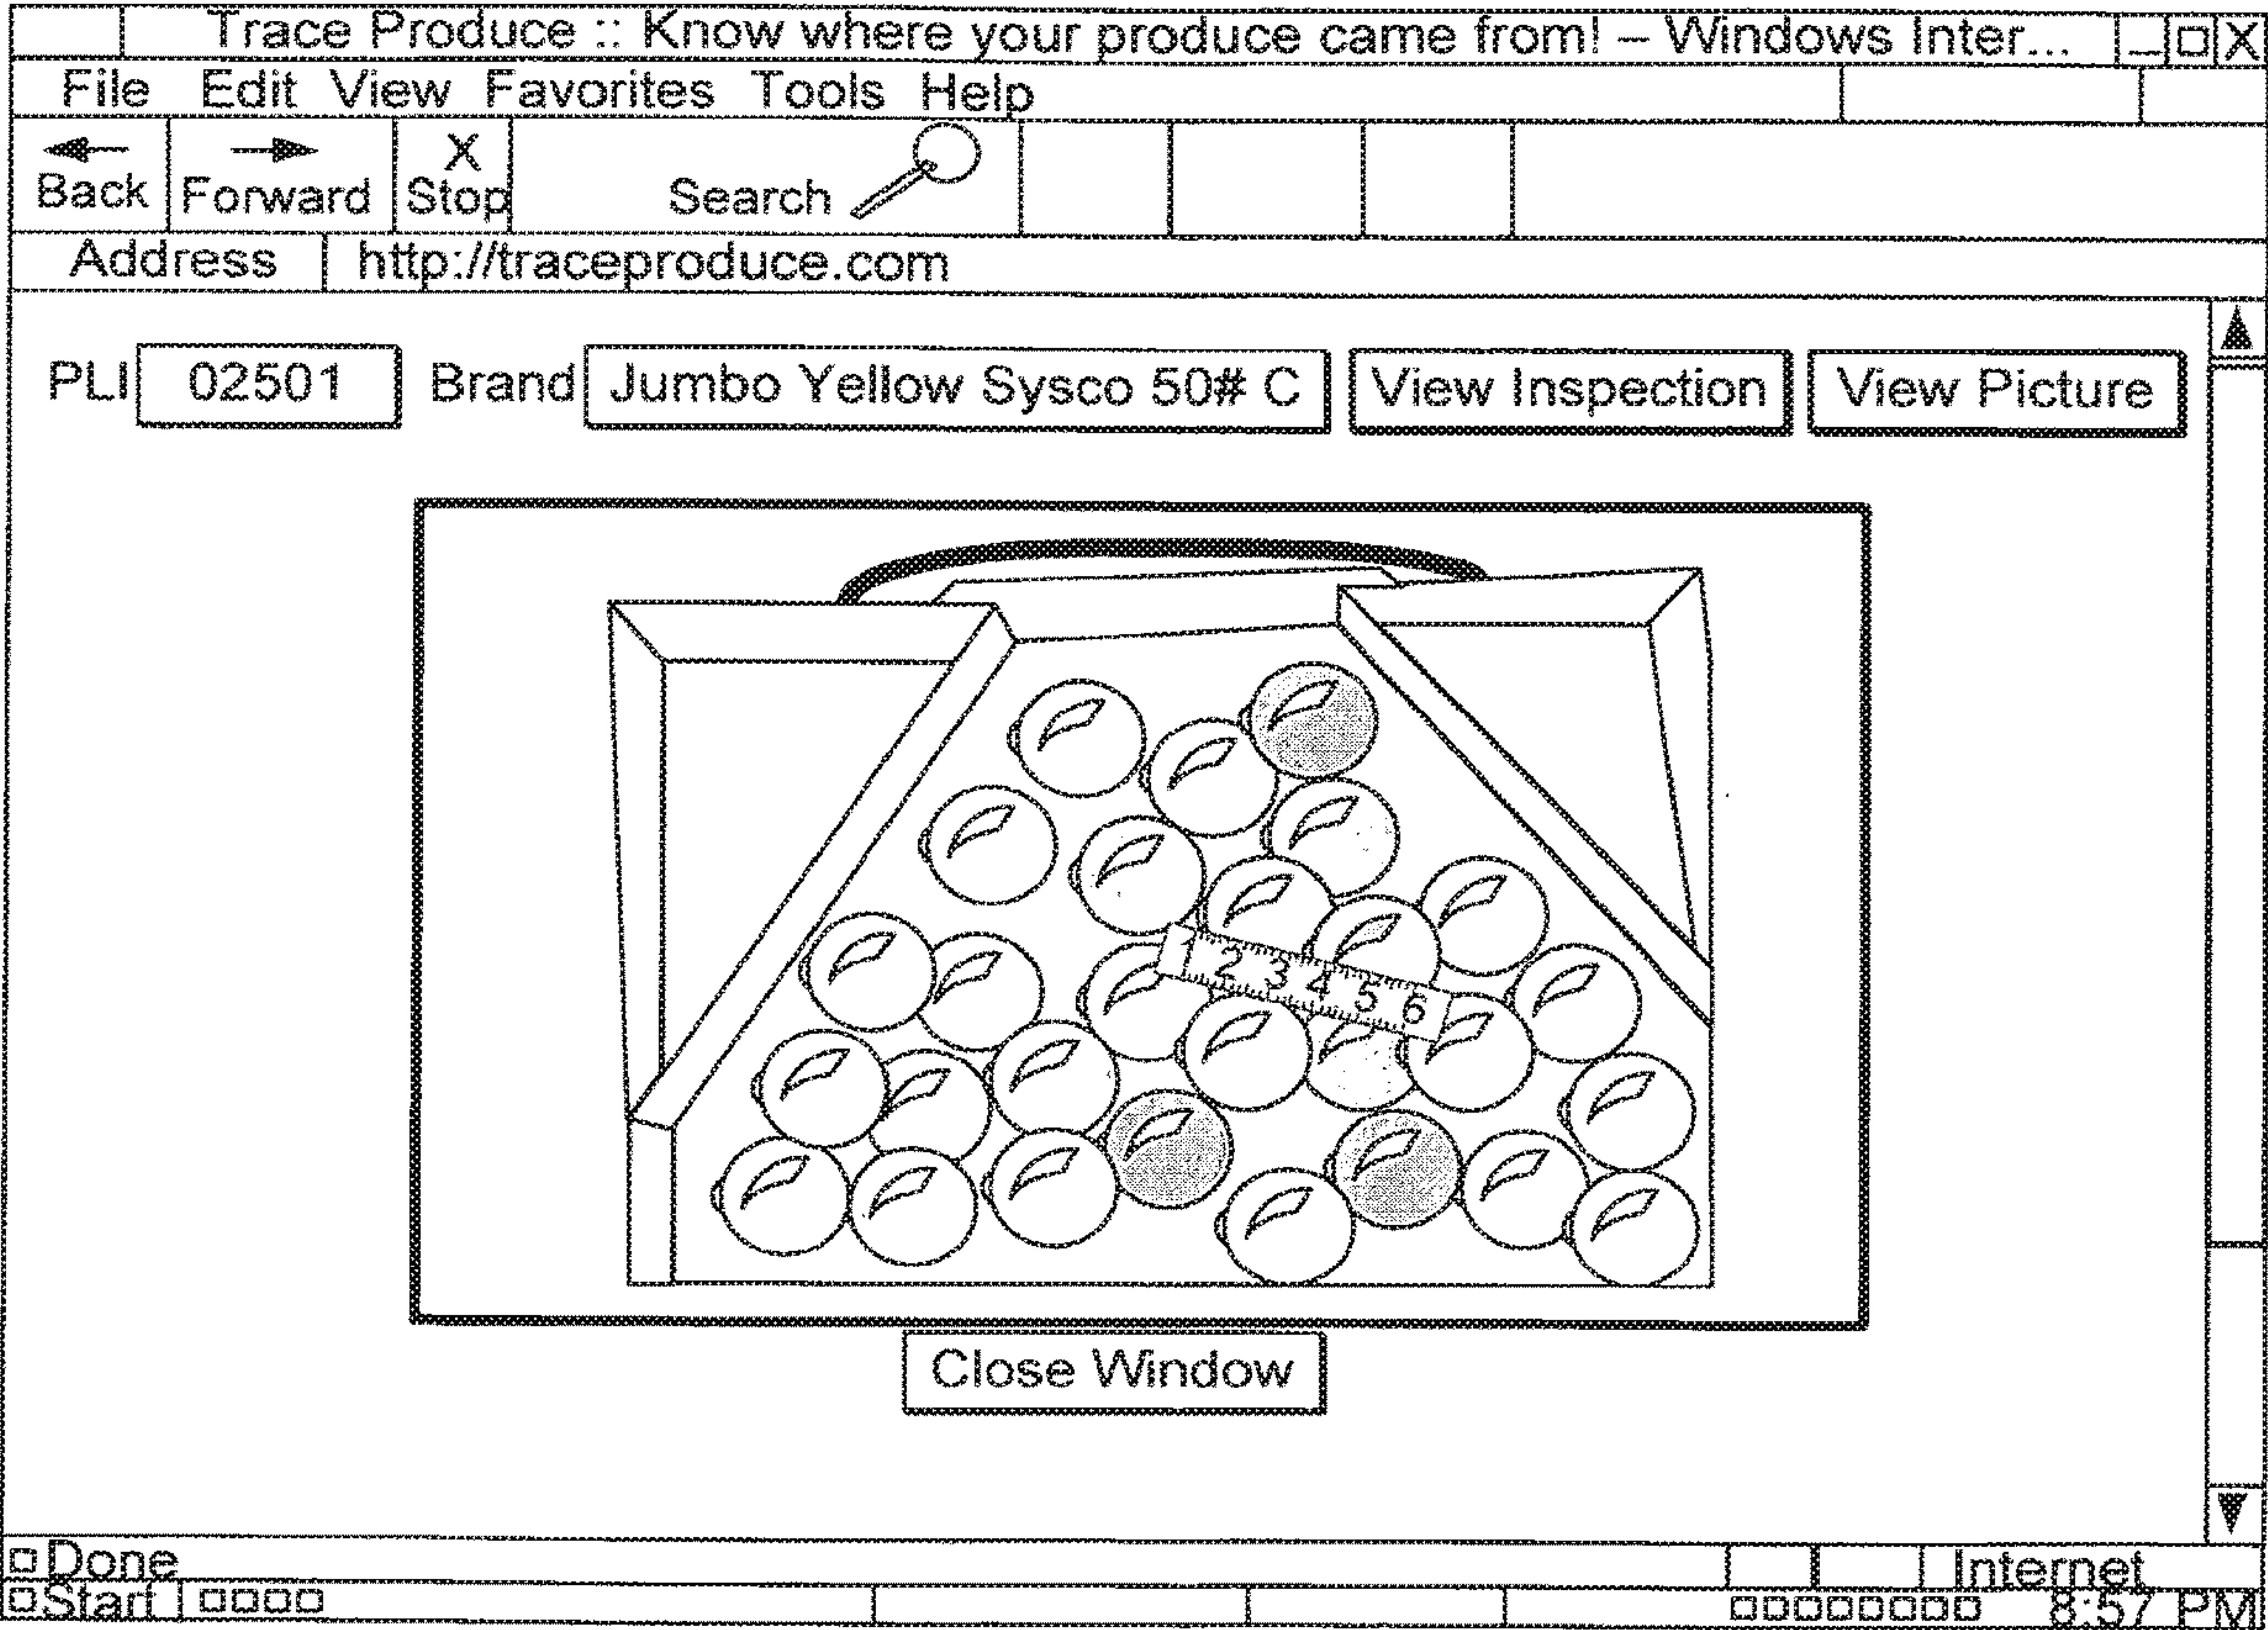 Trace Produce :: Know where your produce came from! – Windows Inter...
File Edit View Favorites Tools Help
X
Back Forward Stop Search
Address http://traceproduce.com
PLI 02501 Brand Jumbo Yellow Sysco 50# C View Inspection View Picture
1 2 3 4 5 6
Close Window
Done Internet
Start 8:57 PM